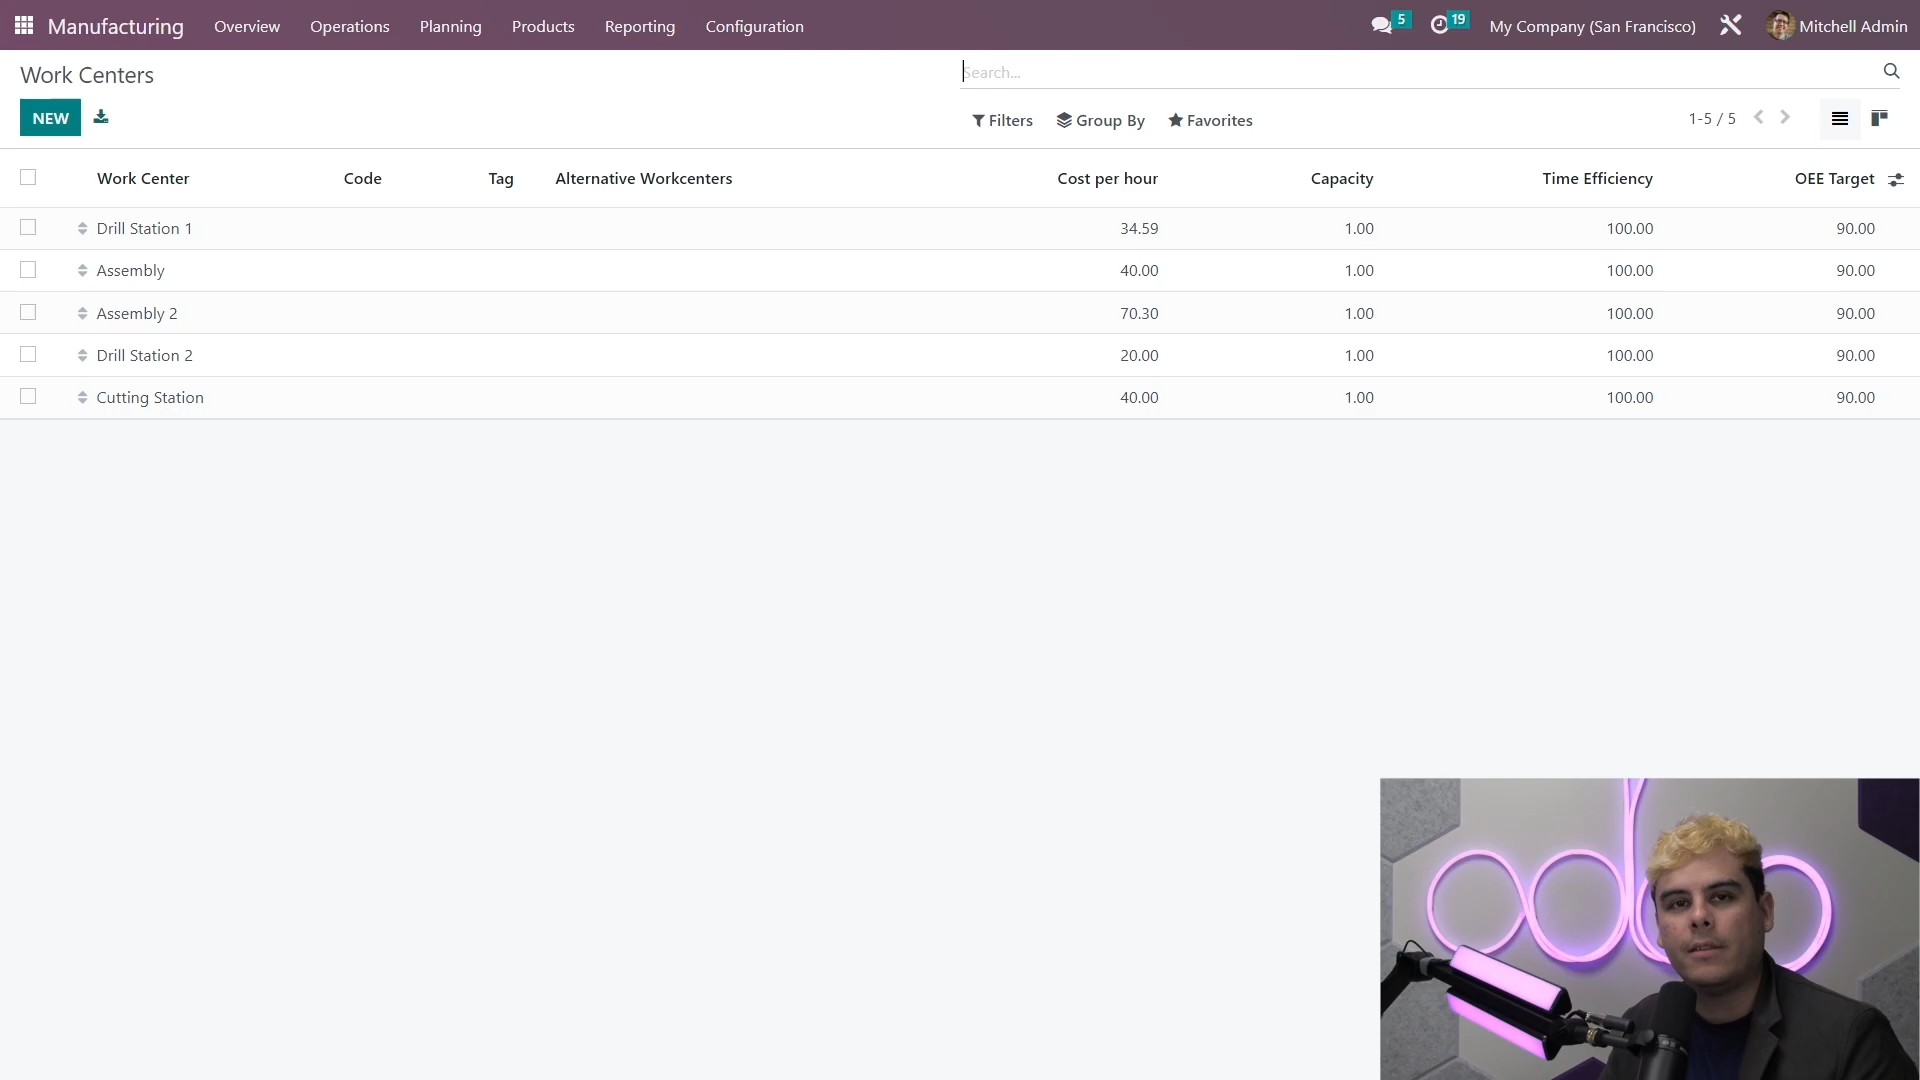 Manufacturing Overview Operations Planning Products Reporting Configuration 5 19 My Company (San Francisco) Mitchell Admin
Work Centers
Search...
NEW
Filters Group By Favorites
1-5 / 5
Work Center Code Tag Alternative Workcenters Cost per hour Capacity Time Efficiency OEE Target
Drill Station 1 34.59 1.00 100.00 90.00
Assembly 40.00 1.00 100.00 90.00
Assembly 2 70.30 1.00 100.00 90.00
Drill Station 2 20.00 1.00 100.00 90.00
Cutting Station 40.00 1.00 100.00 90.00
odoo